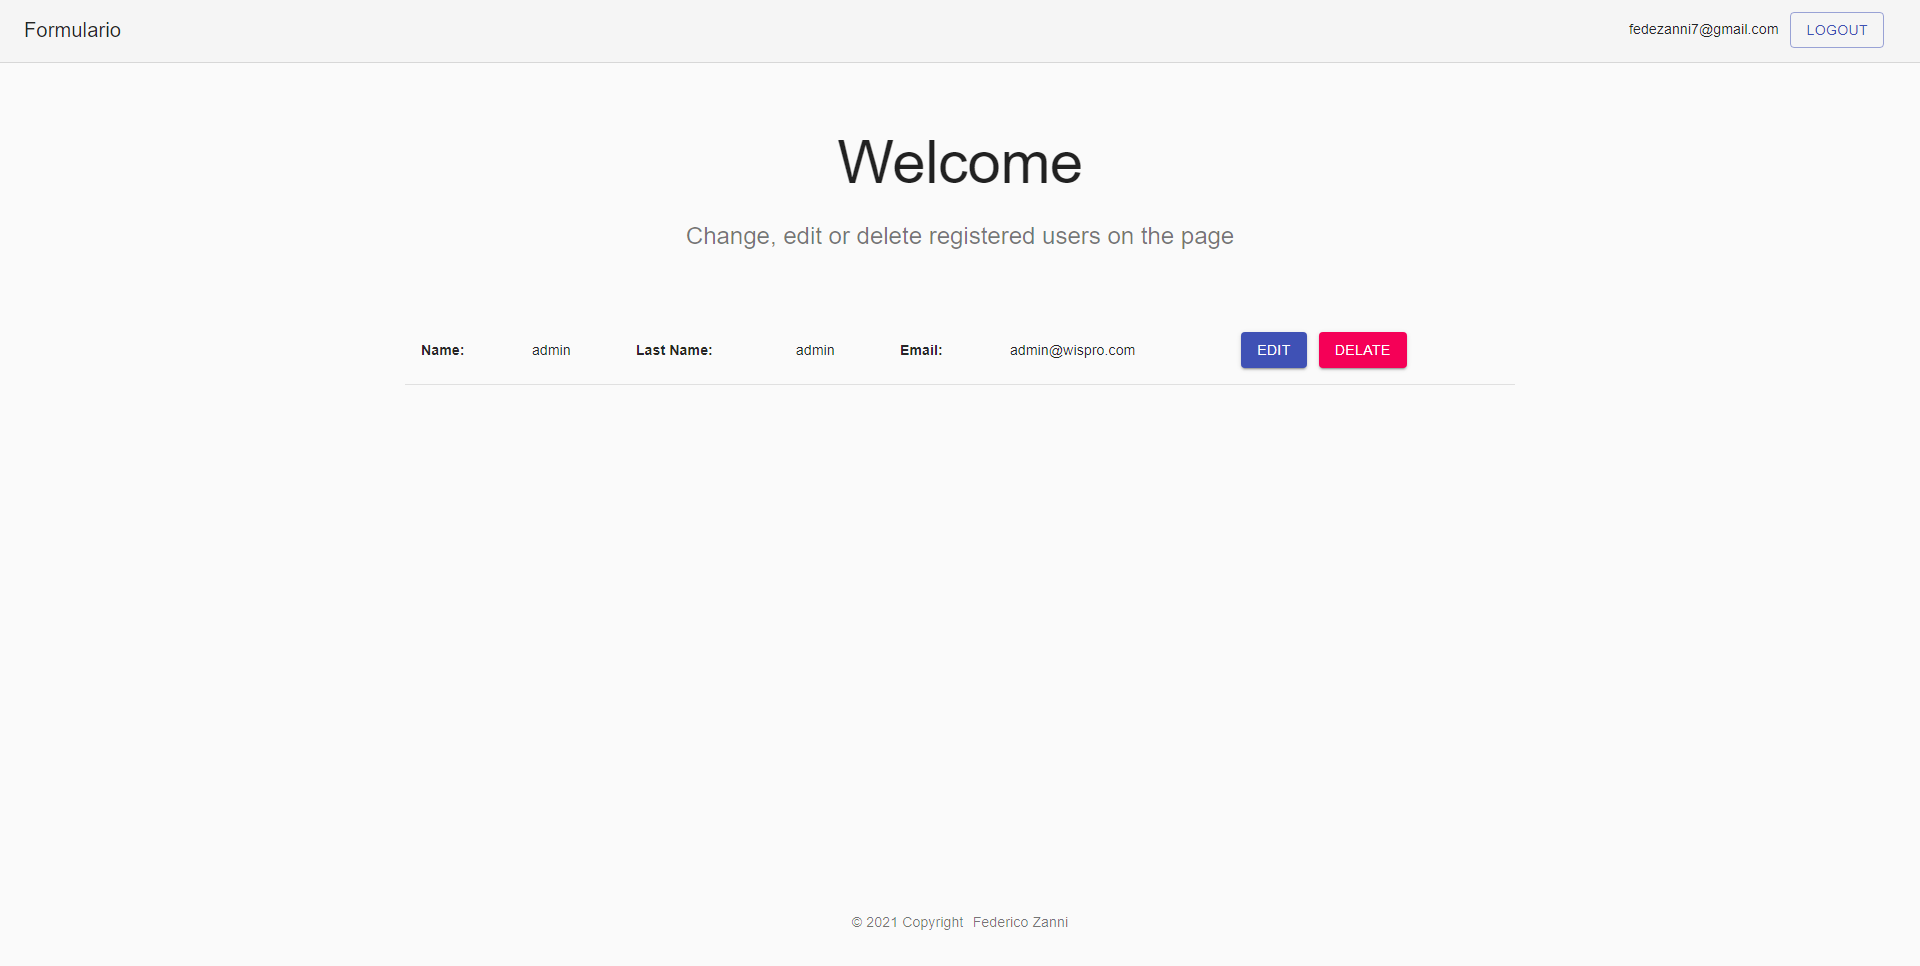 Formulario
fedezanni7@gmail.com LOGOUT
Welcome
Change, edit or delete registered users on the page
Name: admin Last Name: admin Email: admin@wispro.com EDIT DELATE
© 2021 Copyright Federico Zanni